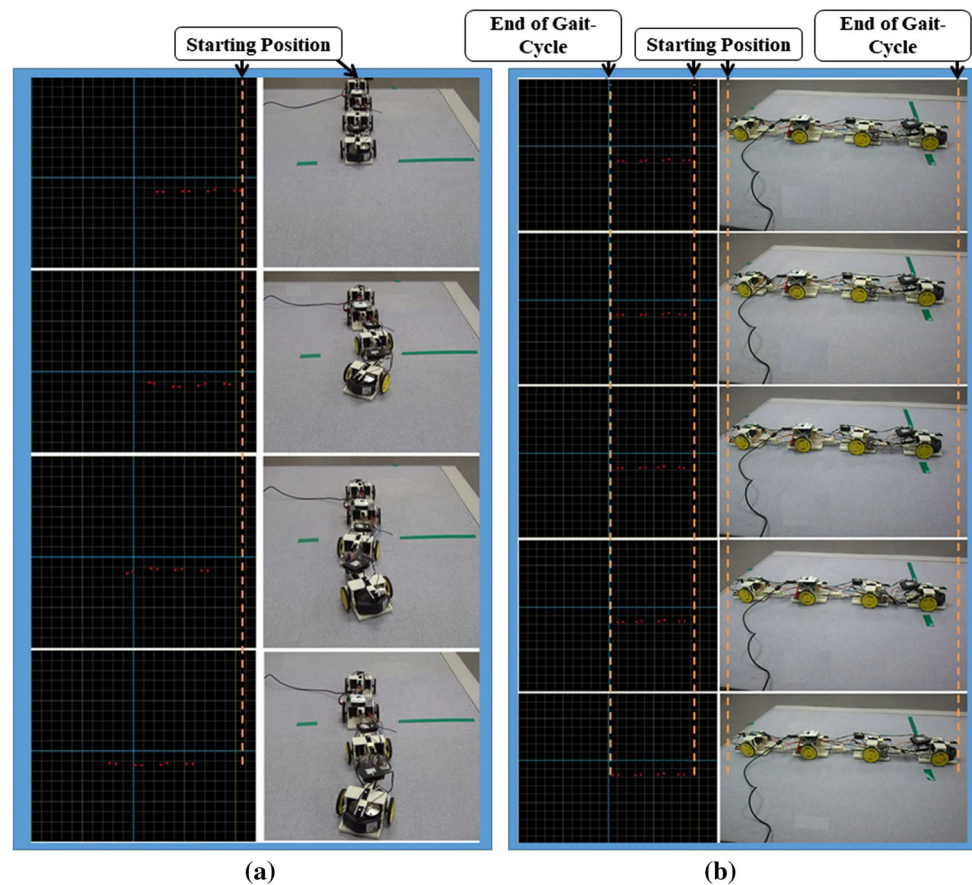 Starting Position
End of Gait-
Cycle
Starting Position
End of Gait-
Cycle
(a)
(b)